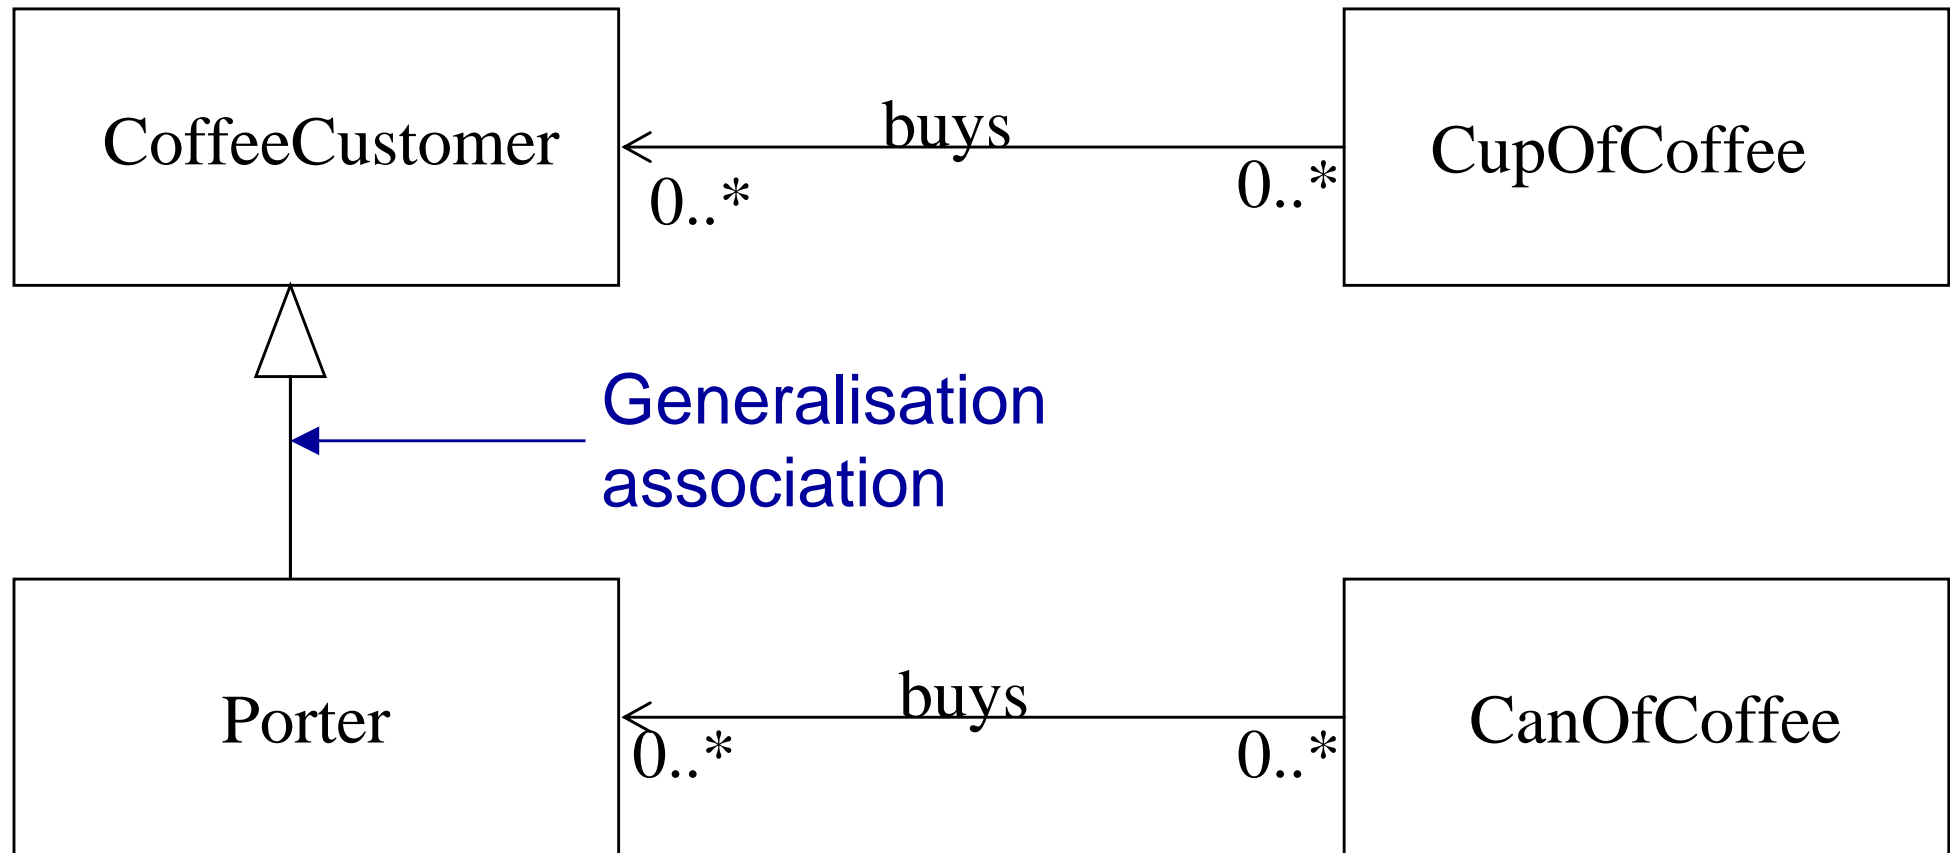 CoffeeCustomer
buys
CupOfCoffee
0..*
0..*
Generalisation
association
Porter
buys
CanOfCoffee
0..*
0..*